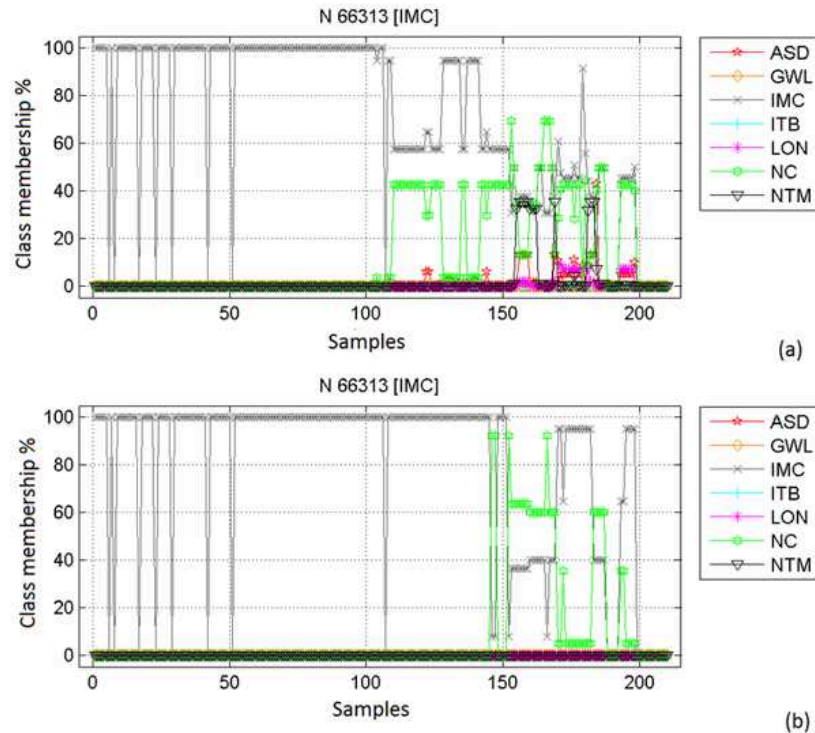 N 66313 [IMC]
100
80
60
40
20
0
Class membership %
0 50 100 150 200
Samples
ASD
GWL
IMC
ITB
LON
NC
NTM
(a)
N 66313 [IMC]
100
80
60
40
20
0
Class membership %
0 50 100 150 200
Samples
ASD
GWL
IMC
ITB
LON
NC
NTM
(b)